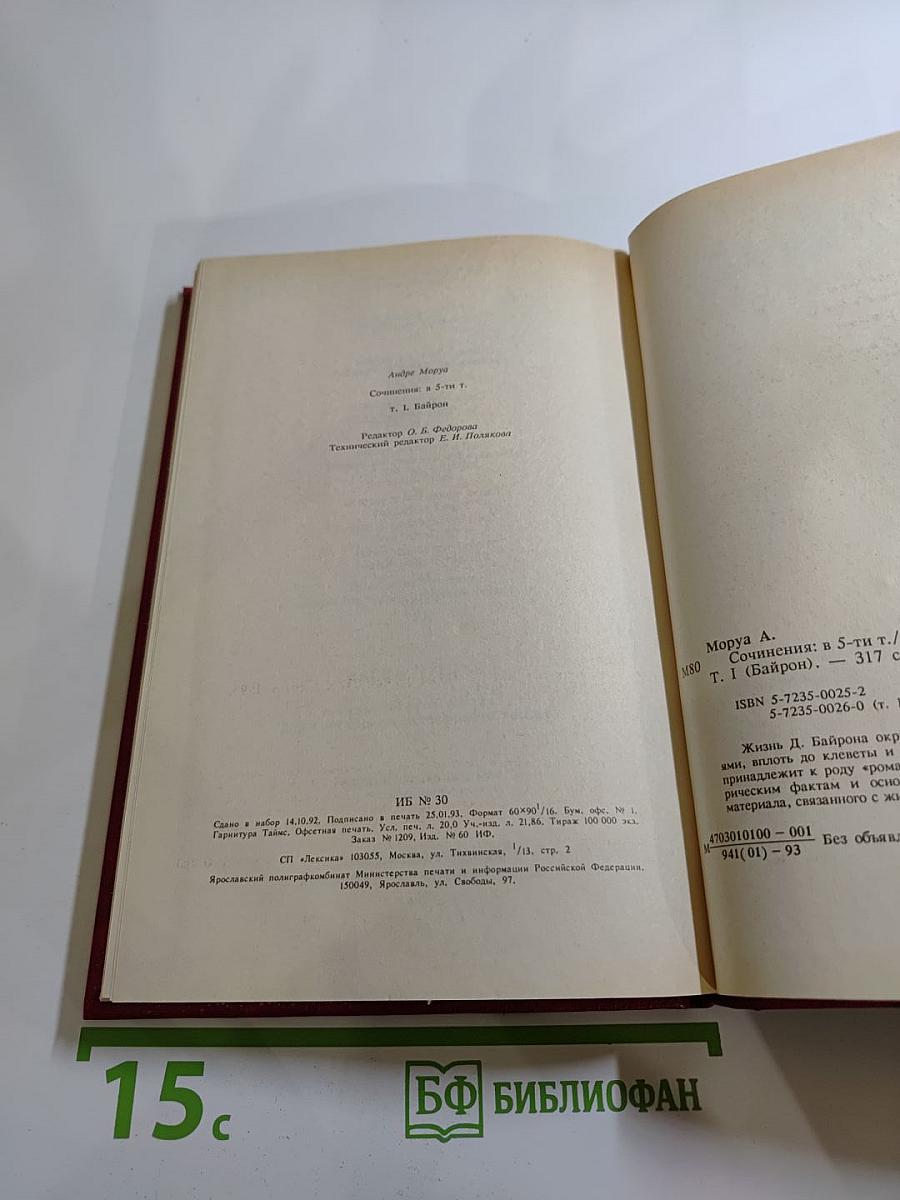 Андре Моруа
Сочинения: в 5-ти т.
т. I. Байрон
Редактор О. Б. Федорова
Технический редактор Е. И. Полякова
ИБ № 30
Сдано в набор 14.10.92. Подписано в печать 25.01.93. Формат 60×90¹/16. Бум. офс. № 1.
Гарнитура Таймс. Офсетная печать. Усл. печ. л. 20,0 Уч.-изд. л. 21,86. Тираж 100 000 экз.
Заказ № 1209, Изд. № 60 ИФ.
СП «Лексика» 103055, Москва, ул. Тихвинская, ¹/13, стр. 2
Ярославский полиграфкомбинат Министерства печати и информации Российской Федерации.
150049, Ярославль, ул. Свободы, 97.
Моруа А.
М80 Сочинения: в 5-ти т./
Т. I (Байрон). — 317 с
ISBN 5-7235-0025-2
5-7235-0026-0 (т.
Жизнь Д. Байрона окр
ями, вплоть до клеветы и
принадлежит к роду «рома
рическим фактам и осно
материала, связанного с жи
М 4703010100 — 001
941(01) — 93 Без объявл
15 с
БФ БИБЛИОФАН